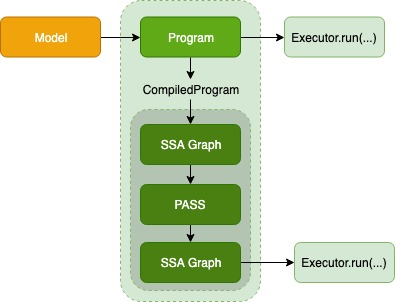 Model
Program
Executor.run(...)
CompiledProgram
SSA Graph
PASS
SSA Graph
Executor.run(...)